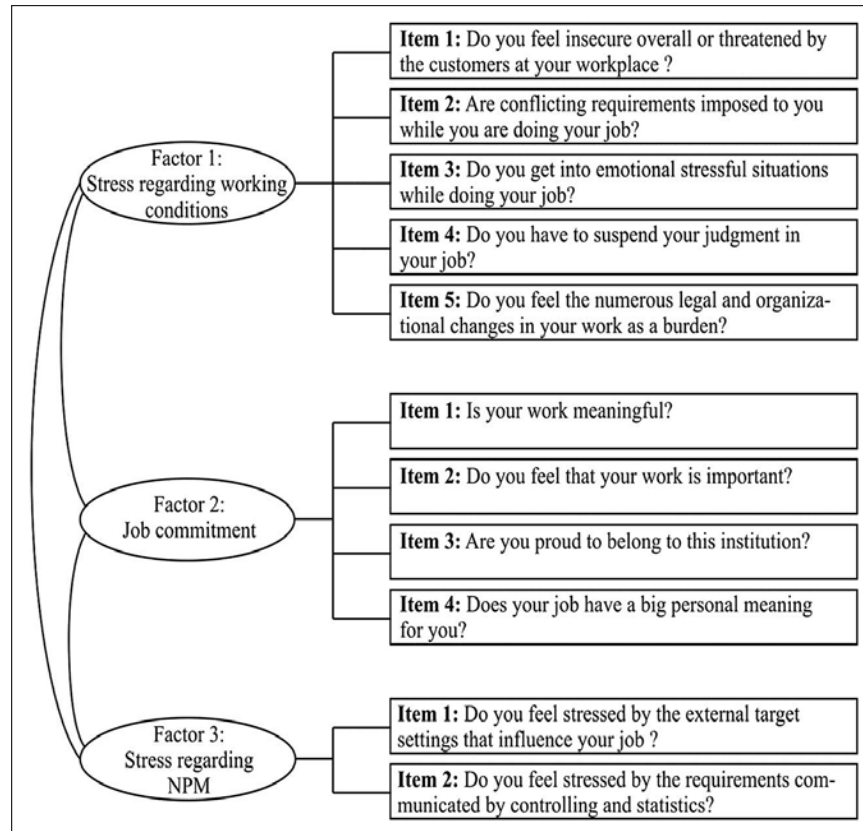 Factor 1:
Stress regarding working
conditions
Item 1: Do you feel insecure overall or threatened by
the customers at your workplace ?
Item 2: Are conflicting requirements imposed to you
while you are doing your job?
Item 3: Do you get into emotional stressful situations
while doing your job?
Item 4: Do you have to suspend your judgment in
your job?
Item 5: Do you feel the numerous legal and organiza-
tional changes in your work as a burden?
Factor 2:
Job commitment
Item 1: Is your work meaningful?
Item 2: Do you feel that your work is important?
Item 3: Are you proud to belong to this institution?
Item 4: Does your job have a big personal meaning
for you?
Factor 3:
Stress regarding
NPM
Item 1: Do you feel stressed by the external target
settings that influence your job ?
Item 2: Do you feel stressed by the requirements com-
municated by controlling and statistics?